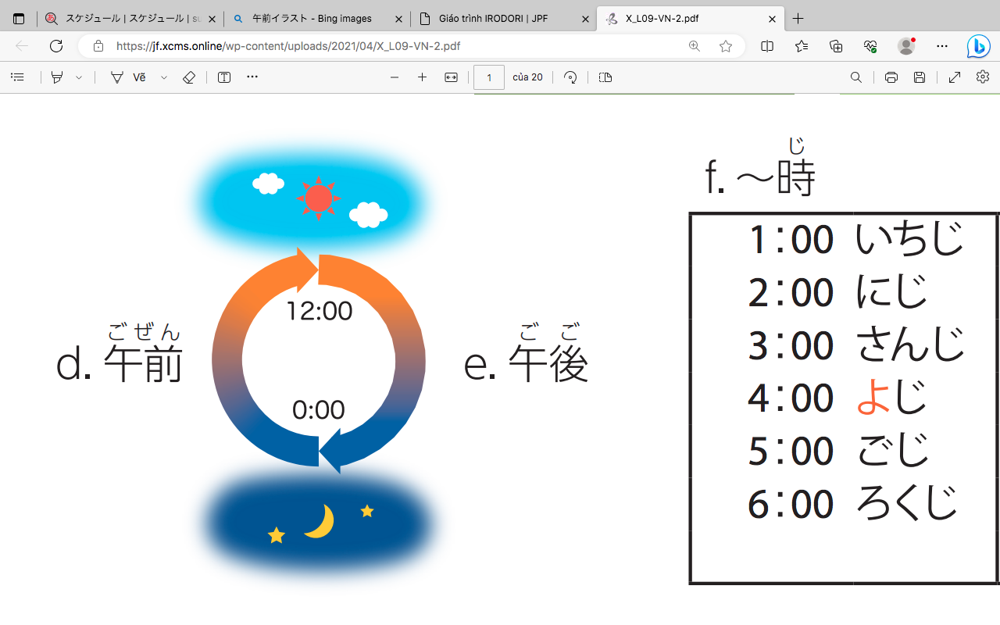 スケジュール | スケジュール | su
午前イラスト - Bing images
Giáo trình IRODORI | JPF
X_L09-VN-2.pdf
https://jf.xcms.online/wp-content/uploads/2021/04/X_L09-VN-2.pdf
Vẽ
1 của 20
じ
f. ～時
1:00 いちじ
2:00 にじ
3:00 さんじ
4:00 よじ
5:00 ごじ
6:00 ろくじ
12:00
ごぜん
d. 午前
ごご
e. 午後
0:00